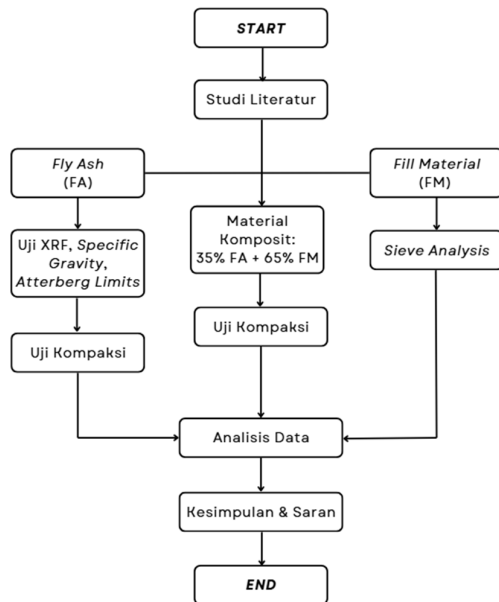 START
Studi Literatur
Fly Ash
(FA)
Fill Material
(FM)
Uji XRF, Specific
Gravity,
Atterberg Limits
Material
Komposit:
35% FA + 65% FM
Sieve Analysis
Uji Kompaksi
Uji Kompaksi
Analisis Data
Kesimpulan & Saran
END